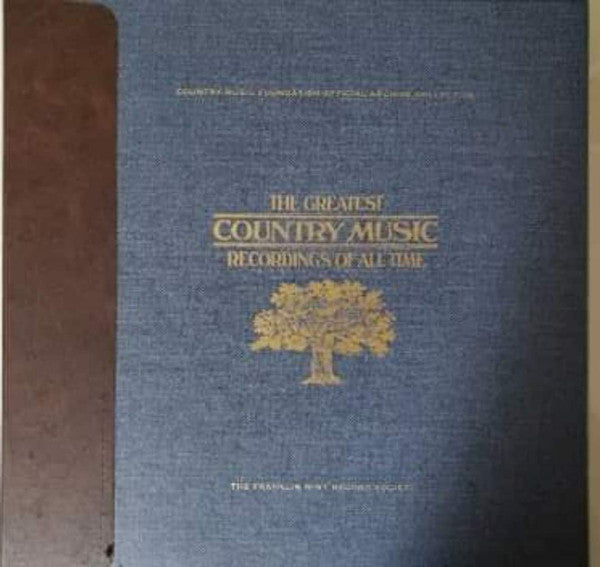 COUNTRY MUSIC FOUNDATION OFFICIAL ARCHIVE COLLECTION
THE GREATEST
COUNTRY MUSIC
RECORDINGS OF ALL TIME
THE FRANKLIN MINT RECORD SOCIETY